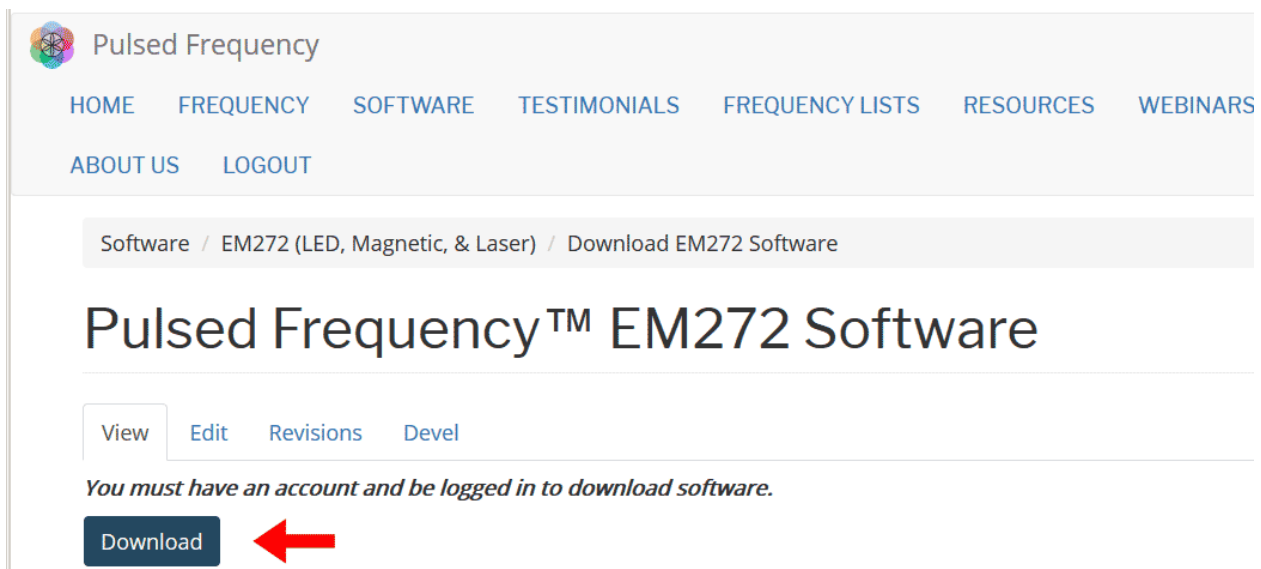 Pulsed Frequency
HOME FREQUENCY SOFTWARE TESTIMONIALS FREQUENCY LISTS RESOURCES WEBINARS
ABOUT US LOGOUT
Software / EM272 (LED, Magnetic, & Laser) / Download EM272 Software
Pulsed Frequency™ EM272 Software
View Edit Revisions Devel
You must have an account and be logged in to download software.
Download